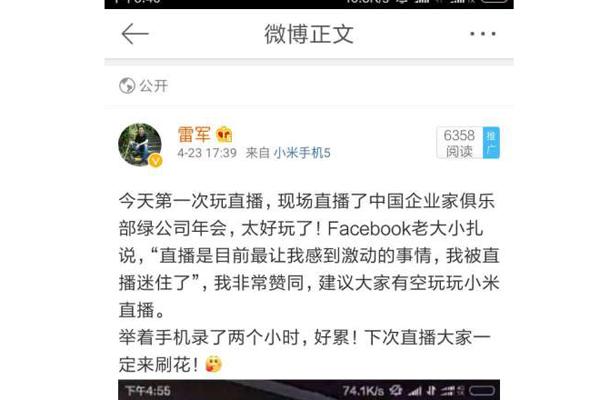 微博正文
公开
雷军
4-23 17:39 来自 小米手机5
6358
阅读
推广
今天第一次玩直播，现场直播了中国企业家俱乐
部绿公司年会，太好玩了！Facebook老大小扎
说，“直播是目前最让我感到激动的事情，我被直
播迷住了”，我非常赞同，建议大家有空玩玩小米
直播。
举着手机录了两个小时，好累！下次直播大家一
定来刷花！
下午4:55 74.1K/s